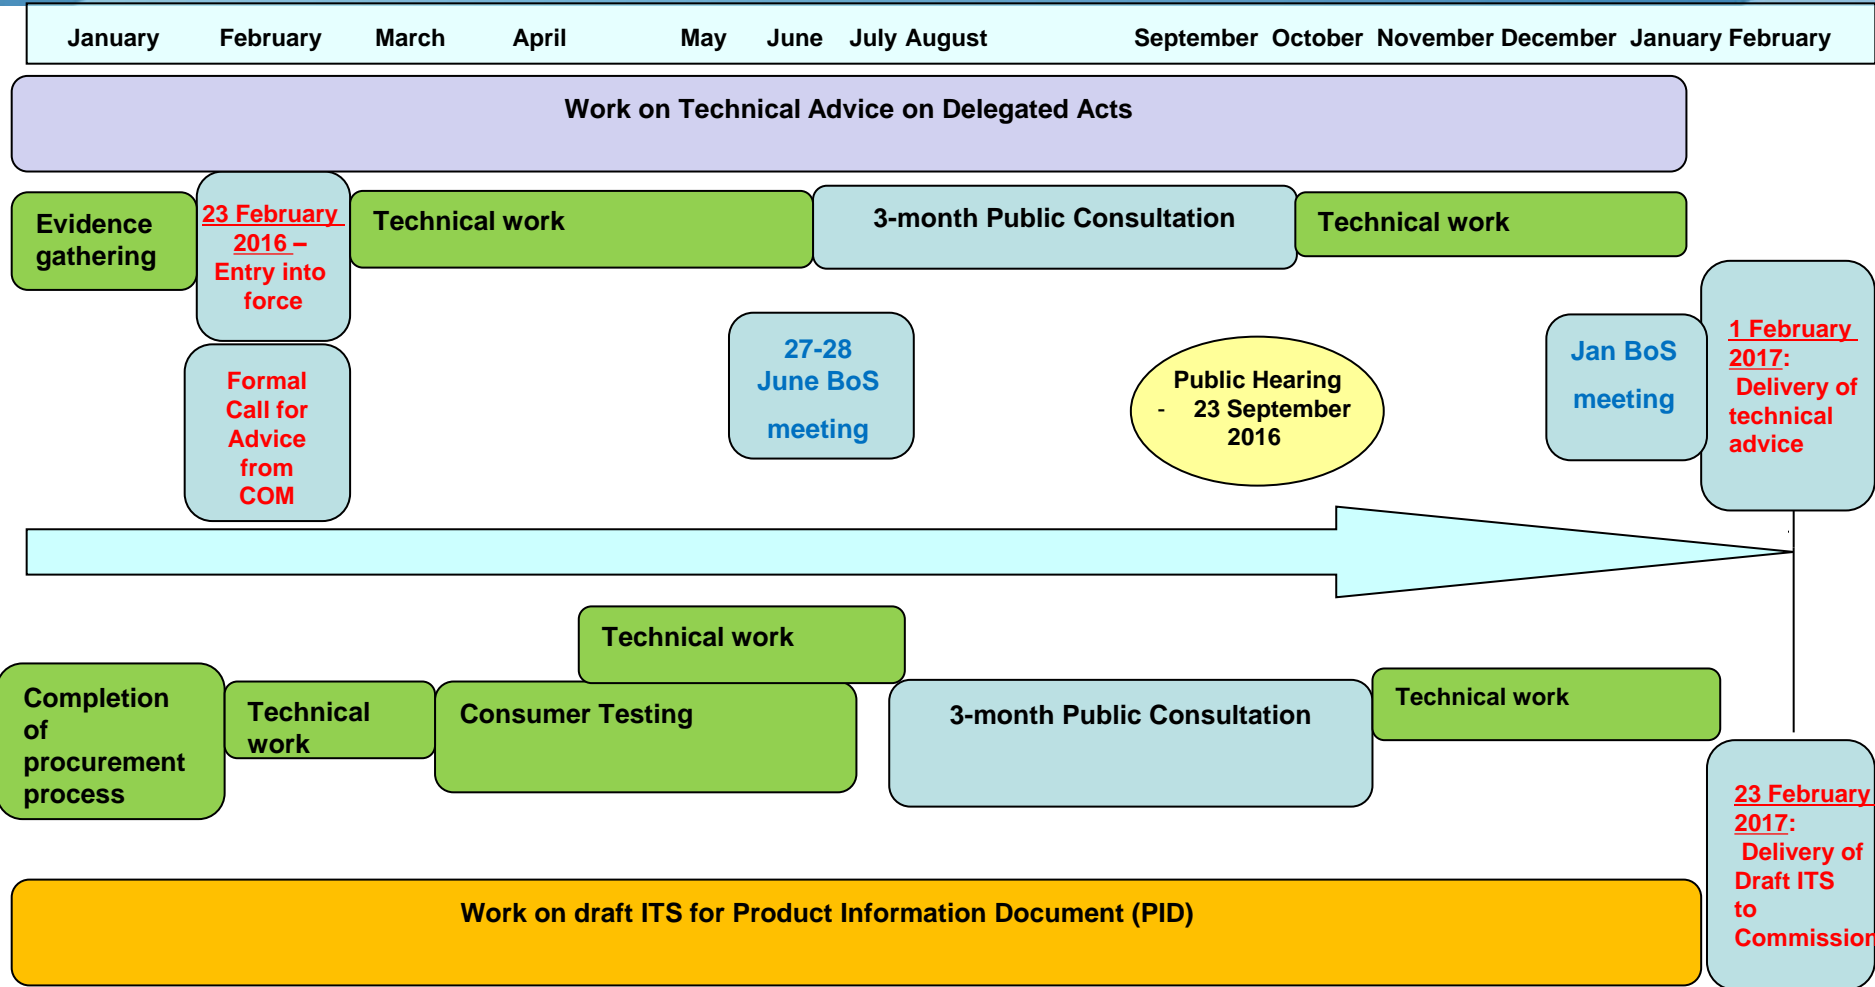 January February March April May June July August September October November December January February
Work on Technical Advice on Delegated Acts
Evidence
gathering
23 February
2016 –
Entry into
force
Technical work
3-month Public Consultation
Technical work
Formal
Call for
Advice
from
COM
27-28
June BoS
meeting
Public Hearing
- 23 September
2016
Jan BoS
meeting
1 February
2017:
Delivery of
technical
advice
Technical work
Completion
of
procurement
process
Technical
work
Consumer Testing
3-month Public Consultation
Technical work
23 February
2017:
Delivery of
Draft ITS
to
Commission
Work on draft ITS for Product Information Document (PID)